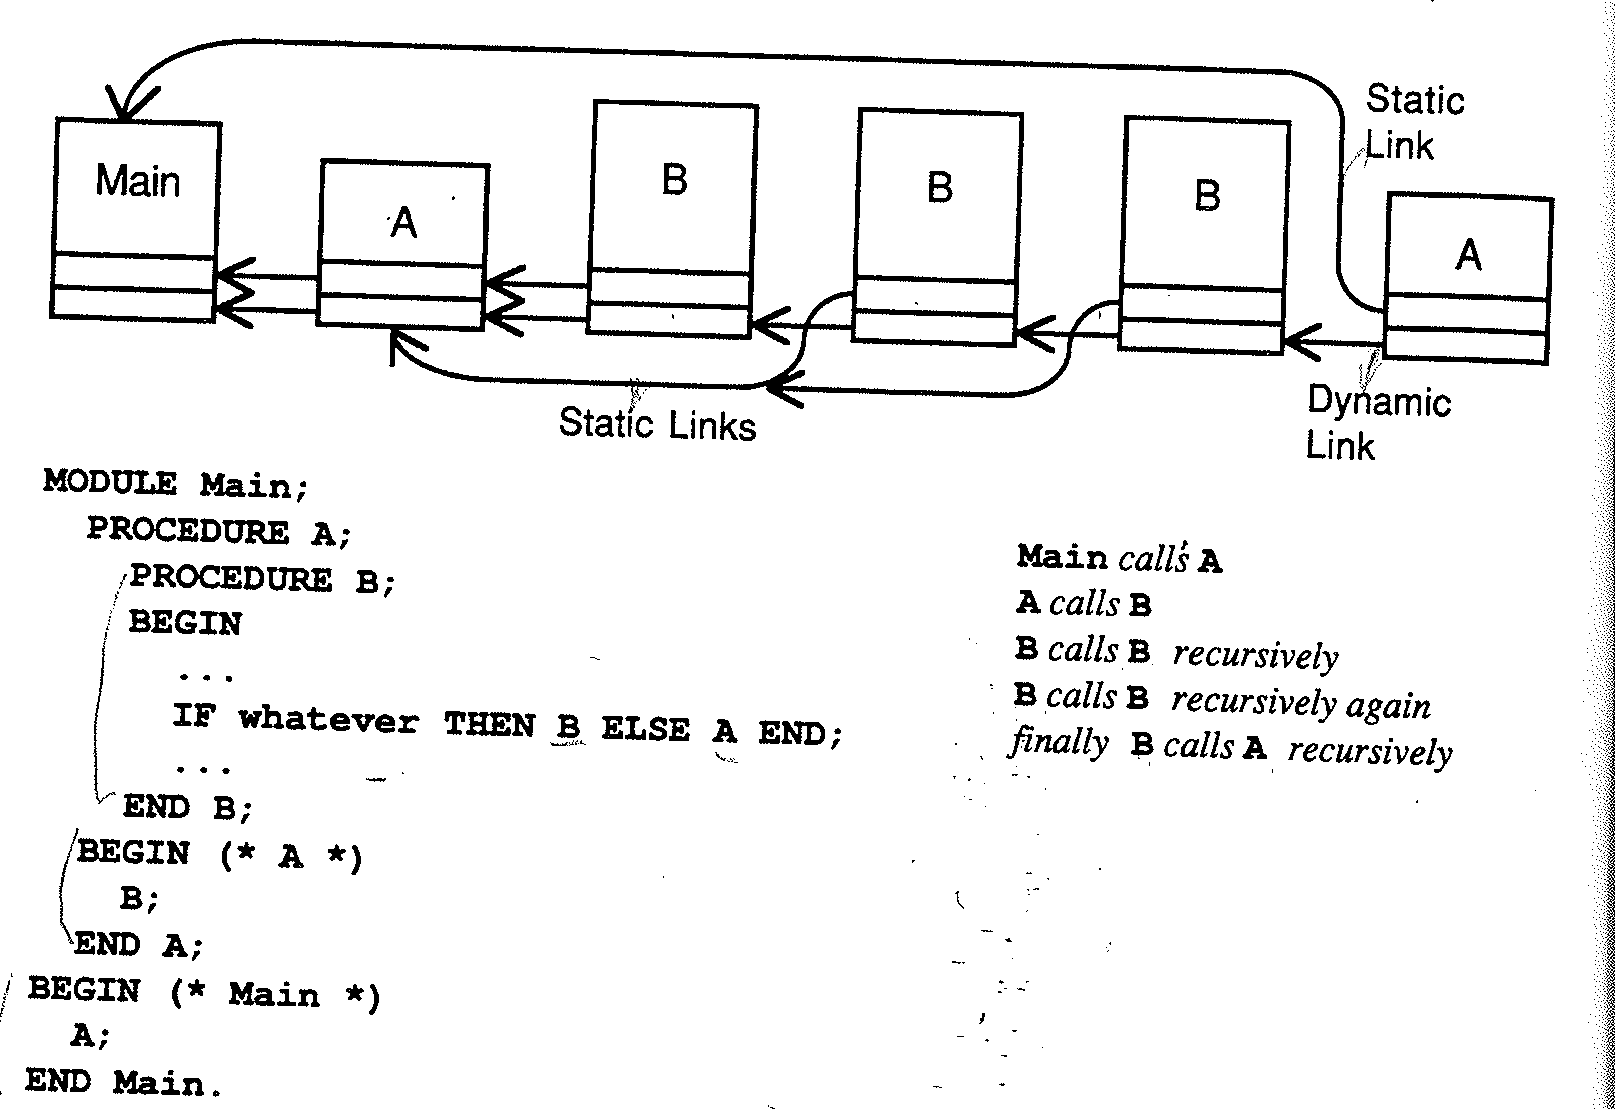 Static
Link
Main
A
B
B
B
A
Static Links
Dynamic
Link
MODULE Main;
PROCEDURE A;
PROCEDURE B;
BEGIN
...
IF whatever THEN B ELSE A END;
...
END B;
BEGIN (* A *)
B;
END A;
BEGIN (* Main *)
A;
END Main.
Main calls A
A calls B
B calls B recursively
B calls B recursively again
finally B calls A recursively